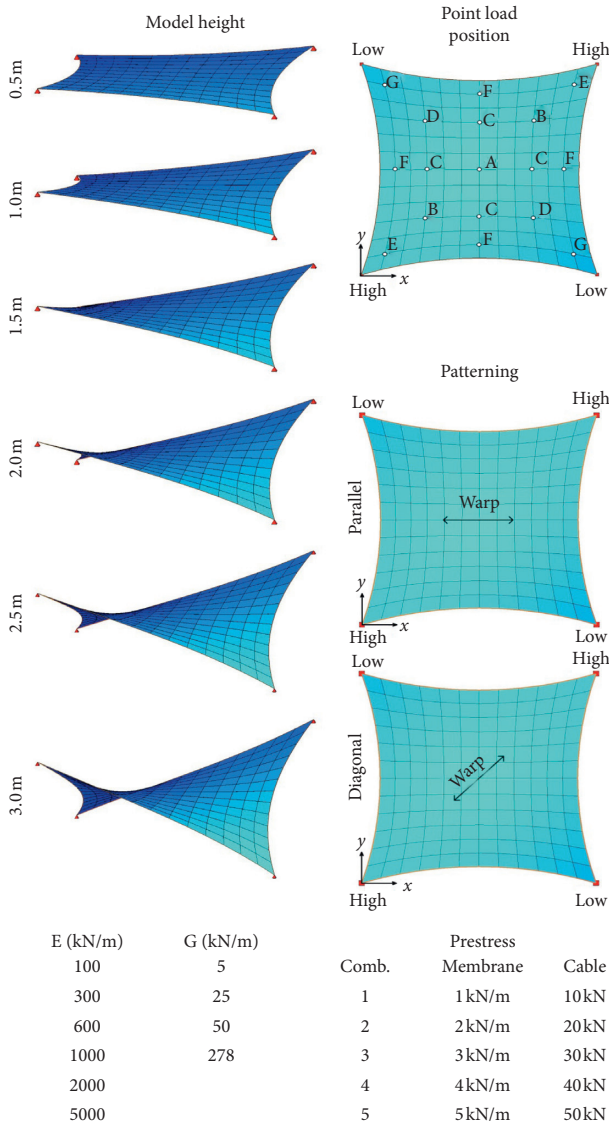 Model height
0.5 m
1.0 m
1.5 m
2.0 m
2.5 m
3.0 m
Point load
position
Low High
G E
F
D C B
F C A C F
B C D
E F G
y
High x Low
Patterning
Low High
Parallel
Warp
y
High x Low
Low High
Diagonal
Warp
y
High x Low
E (kN/m) G (kN/m)
100 5
300 25
600 50
1000 278
2000
5000
Prestress
Comb. Membrane Cable
1 1 kN/m 10 kN
2 2 kN/m 20 kN
3 3 kN/m 30 kN
4 4 kN/m 40 kN
5 5 kN/m 50 kN